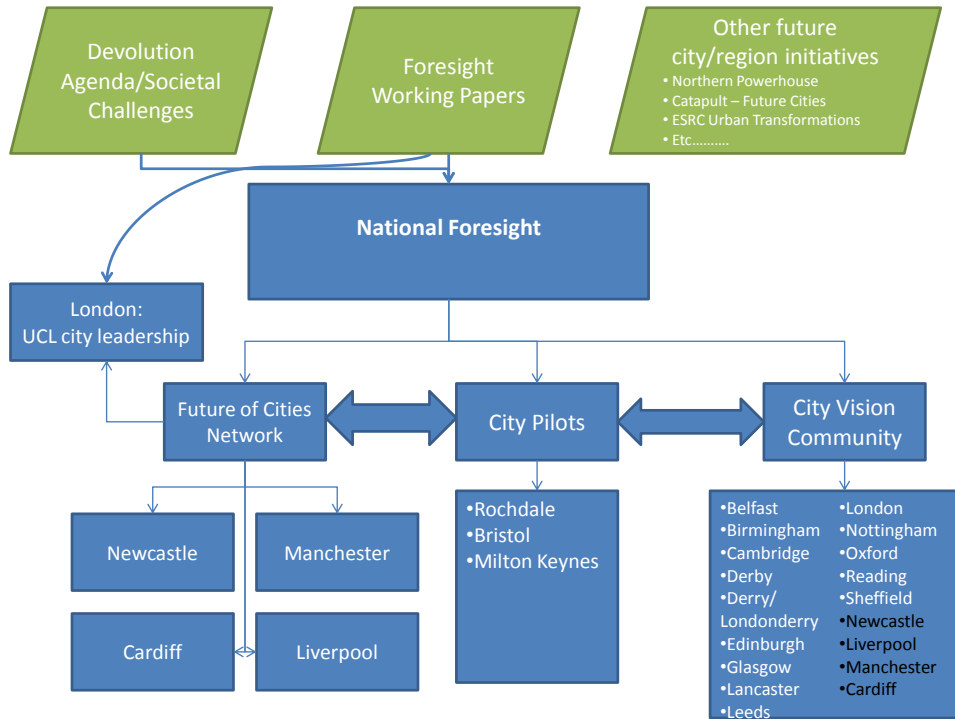 Devolution
Agenda/Societal
Challenges
Foresight
Working Papers
Other future
city/region initiatives
•Northern Powerhouse
•Catapult – Future Cities
•ESRC Urban Transformations
•Etc……….
National Foresight
London:
UCL city leadership
Future of Cities
Network
City Pilots
City Vision
Community
Newcastle
Manchester
Cardiff
Liverpool
•Rochdale
•Bristol
•Milton Keynes
•Belfast
•Birmingham
•Cambridge
•Derby
•Derry/
Londonderry
•Edinburgh
•Glasgow
•Lancaster
•Leeds
•London
•Nottingham
•Oxford
•Reading
•Sheffield
•Newcastle
•Liverpool
•Manchester
•Cardiff